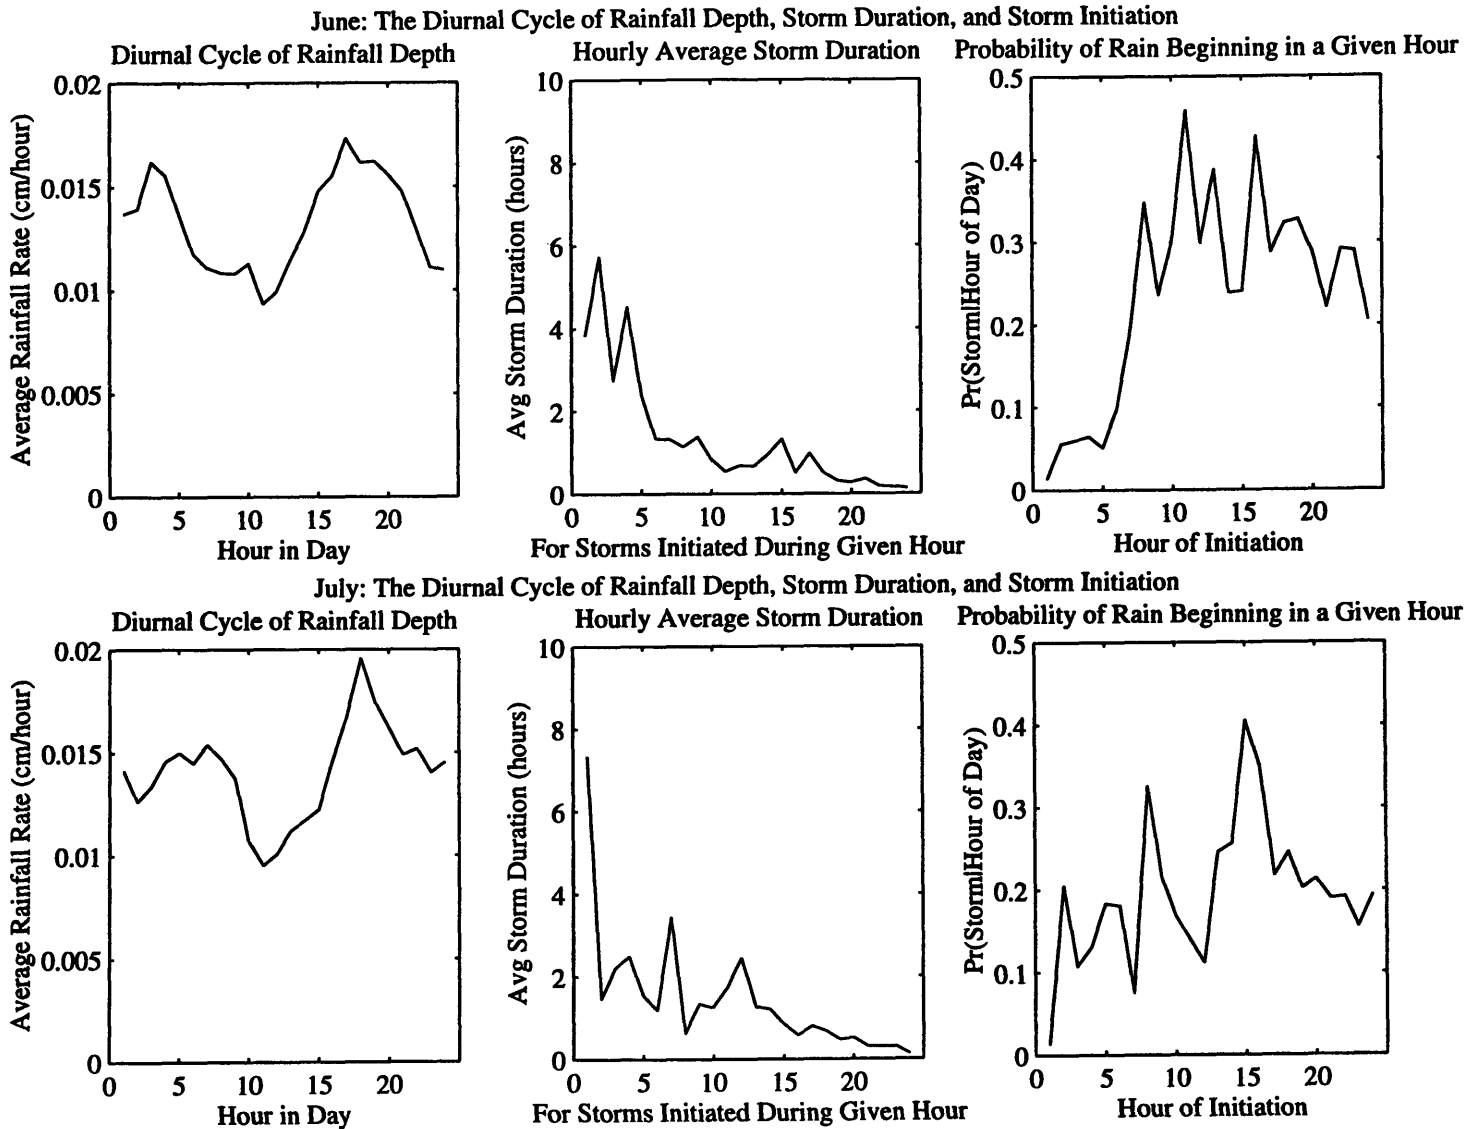 June: The Diurnal Cycle of Rainfall Depth, Storm Duration, and Storm Initiation
Diurnal Cycle of Rainfall Depth
Average Rainfall Rate (cm/hour)
0.02
0.015
0.01
0.005
0
0 5 10 15 20
Hour in Day
Hourly Average Storm Duration
Avg Storm Duration (hours)
10
8
6
4
2
0
0 5 10 15 20
For Storms Initiated During Given Hour
Probability of Rain Beginning in a Given Hour
Pr(Storm|Hour of Day)
0.5
0.4
0.3
0.2
0.1
0
0 5 10 15 20
Hour of Initiation
July: The Diurnal Cycle of Rainfall Depth, Storm Duration, and Storm Initiation
Diurnal Cycle of Rainfall Depth
Average Rainfall Rate (cm/hour)
0.02
0.015
0.01
0.005
0
0 5 10 15 20
Hour in Day
Hourly Average Storm Duration
Avg Storm Duration (hours)
10
8
6
4
2
0
0 5 10 15 20
For Storms Initiated During Given Hour
Probability of Rain Beginning in a Given Hour
Pr(Storm|Hour of Day)
0.5
0.4
0.3
0.2
0.1
0
0 5 10 15 20
Hour of Initiation